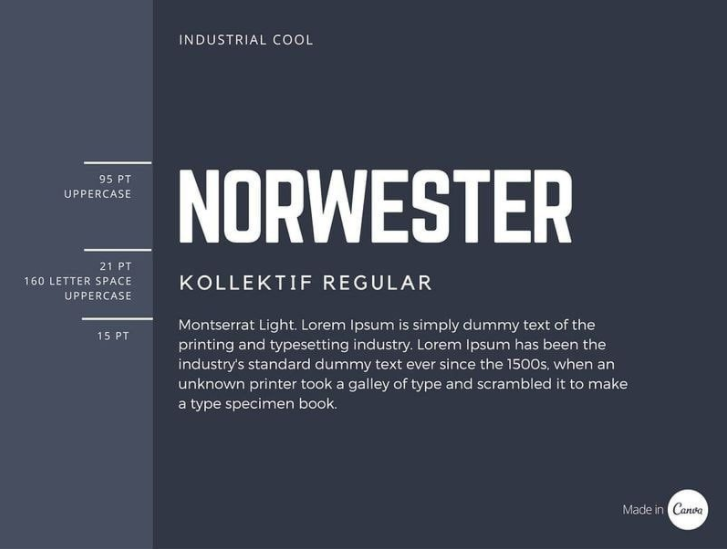 INDUSTRIAL COOL
95 PT
UPPERCASE
NORWESTER
21 PT
160 LETTER SPACE
UPPERCASE
KOLLEKTIF REGULAR
15 PT
Montserrat Light. Lorem Ipsum is simply dummy text of the
printing and typesetting industry. Lorem Ipsum has been the
industry's standard dummy text ever since the 1500s, when an
unknown printer took a galley of type and scrambled it to make
a type specimen book.
Made in Canva